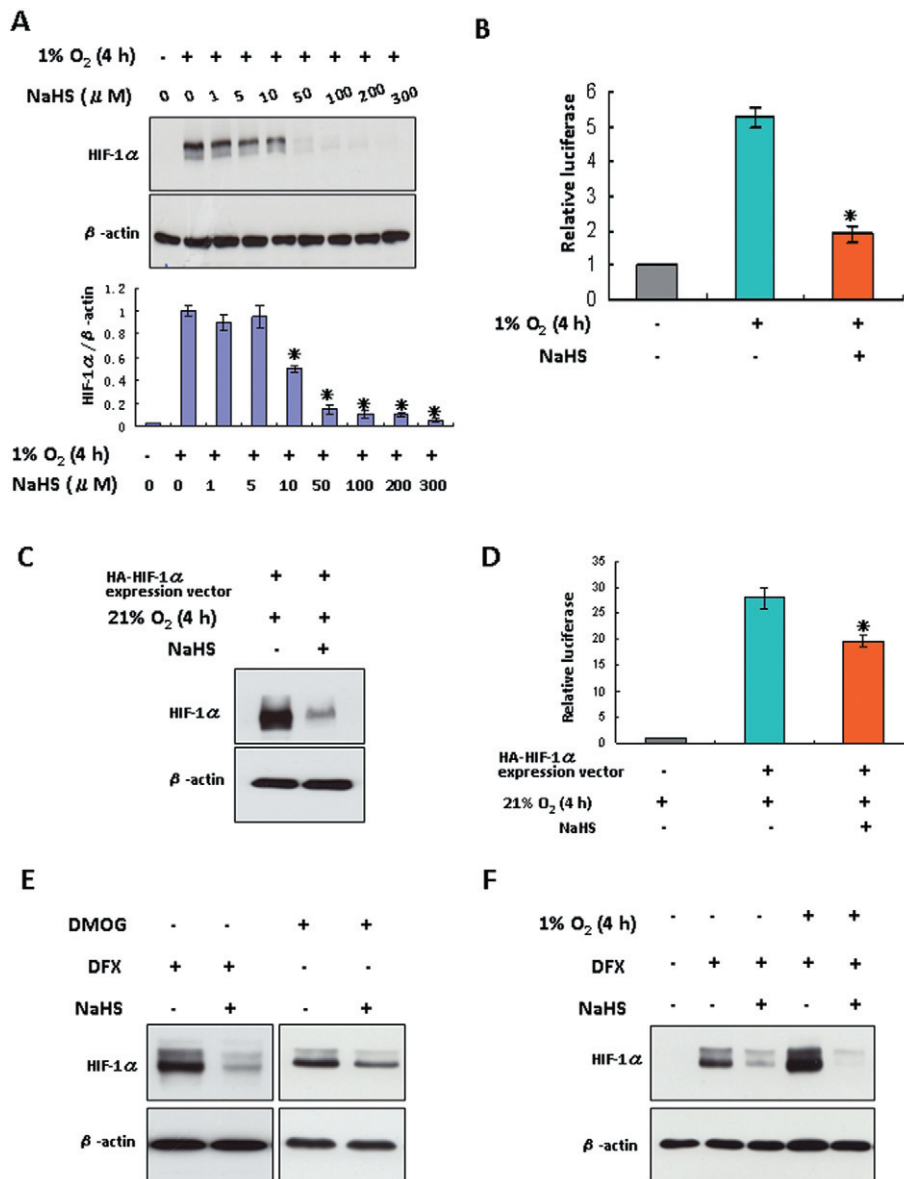 A
1% O2 (4 h) - + + + + + + + +
NaHS (μ M) 0 0 1 5 10 50 100 200 300
HIF-1α
β -actin
HIF-1α / β -actin
1.2
1
0.8
0.6
0.4
0.2
0
* * * * *
1% O2 (4 h) - + + + + + + + +
NaHS (μ M) 0 0 1 5 10 50 100 200 300
B
Relative luciferase
6
5
4
3
2
1
0
*
1% O2 (4 h) - + +
NaHS - - +
C
HA-HIF-1α
expression vector + +
21% O2 (4 h) + +
NaHS - +
HIF-1α
β -actin
D
Relative luciferase
35
30
25
20
15
10
5
0
*
HA-HIF-1α
expression vector - + +
21% O2 (4 h) + + +
NaHS - - +
E
DMOG - - + +
DFX + + - -
NaHS - + - +
HIF-1α
β -actin
F
1% O2 (4 h) - - - + +
DFX - + + + +
NaHS - - + - +
HIF-1α
β -actin